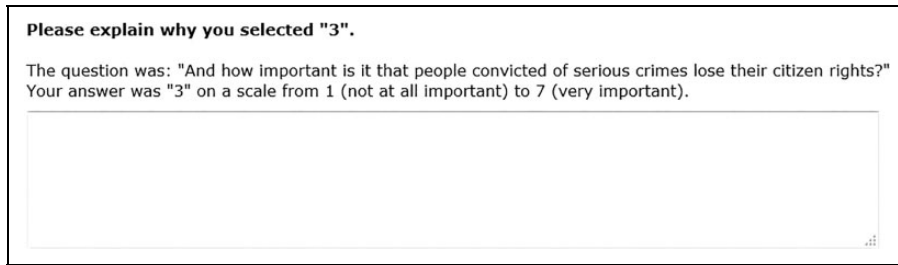 Please explain why you selected "3".
The question was: "And how important is it that people convicted of serious crimes lose their citizen rights?"
Your answer was "3" on a scale from 1 (not at all important) to 7 (very important).